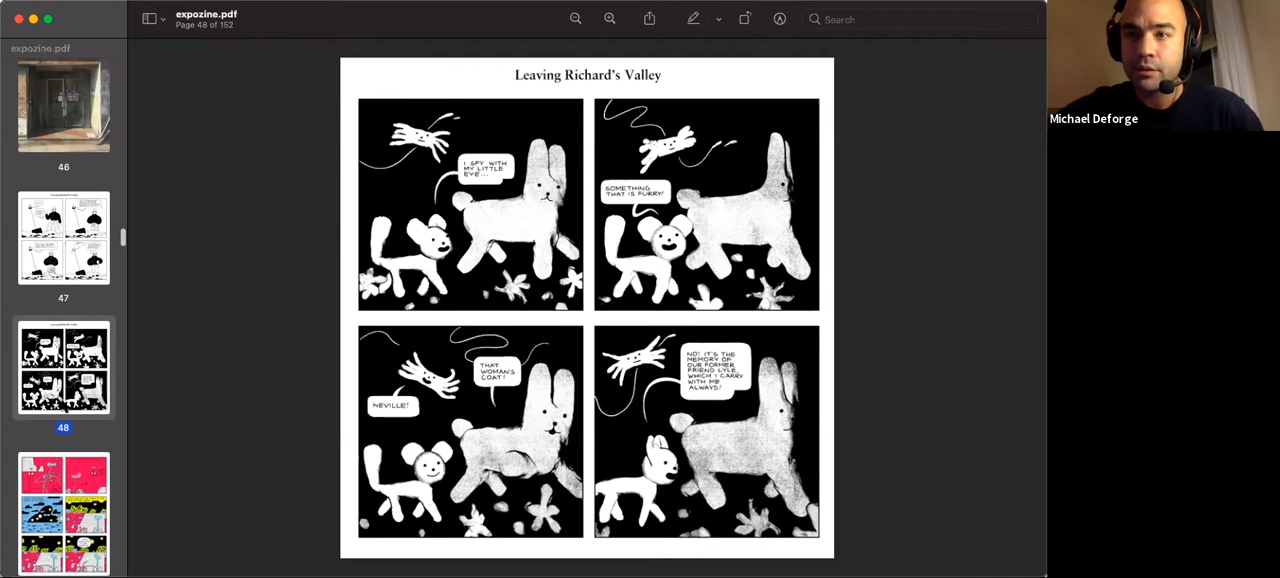 expozine.pdf
Page 48 of 152
Search
expozine.pdf
46
47
48
Leaving Richard's Valley
I SPY WITH
MY LITTLE
EYE...
SOMETHING
THAT IS FURRY!
NEVILLE!
THAT
WOMAN'S
COAT!
NO! IT'S THE
MEMORY OF
OUR FORMER
FRIEND LYLE,
WHICH I CARRY
WITH ME
ALWAYS!
Michael Deforge